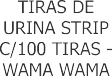 TIRAS DE
URINA STRIP
C/100 TIRAS -
WAMA WAMA